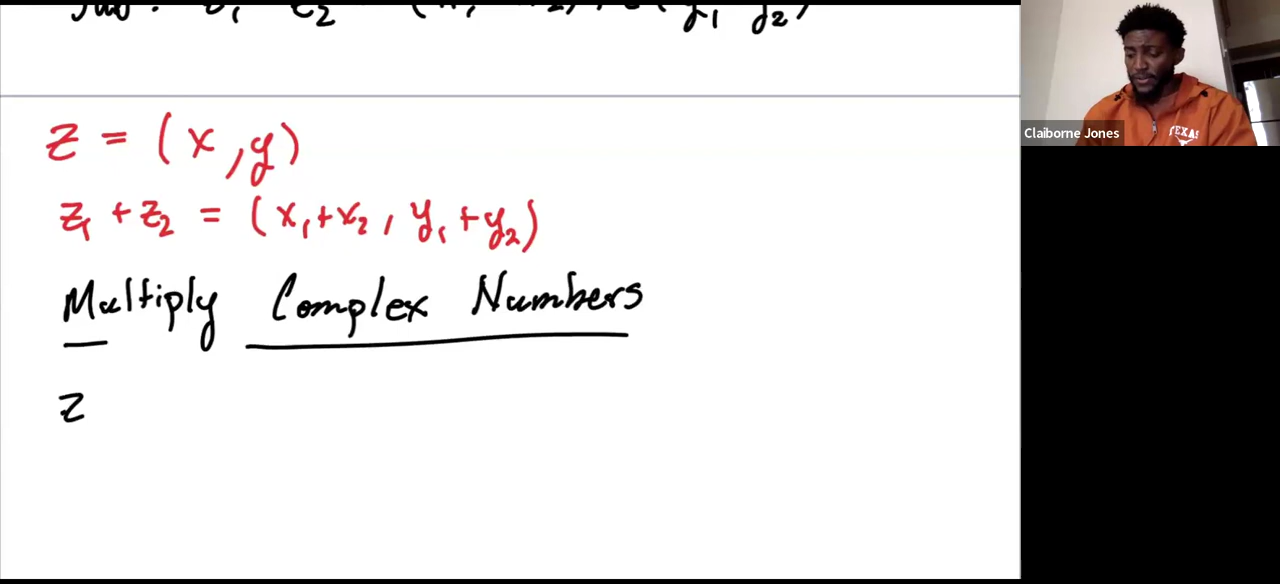 z = (x, y)
z₁ + z₂ = (x₁+x₂, y₁+y₂)
Multiply Complex Numbers
z
Claiborne Jones
TEXAS